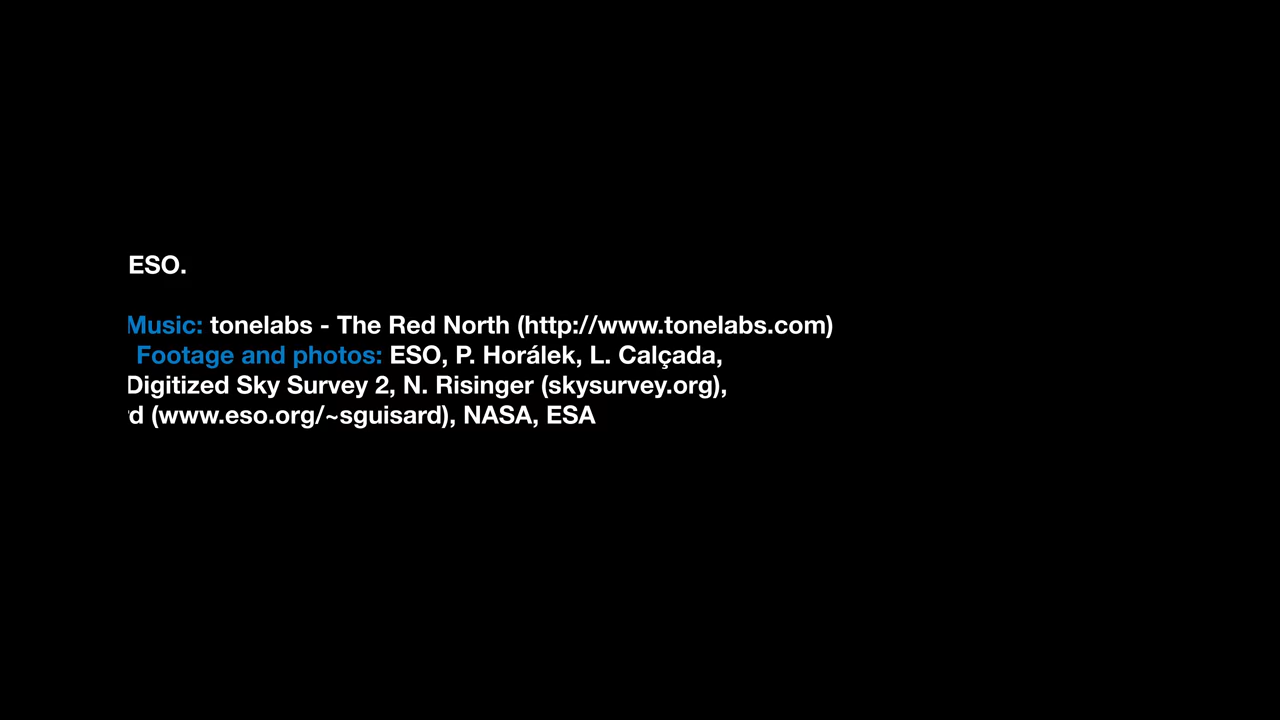 ESO.
Music: tonelabs - The Red North (http://www.tonelabs.com)
Footage and photos: ESO, P. Horálek, L. Calçada,
Digitized Sky Survey 2, N. Risinger (skysurvey.org),
(www.eso.org/~sguisard), NASA, ESA